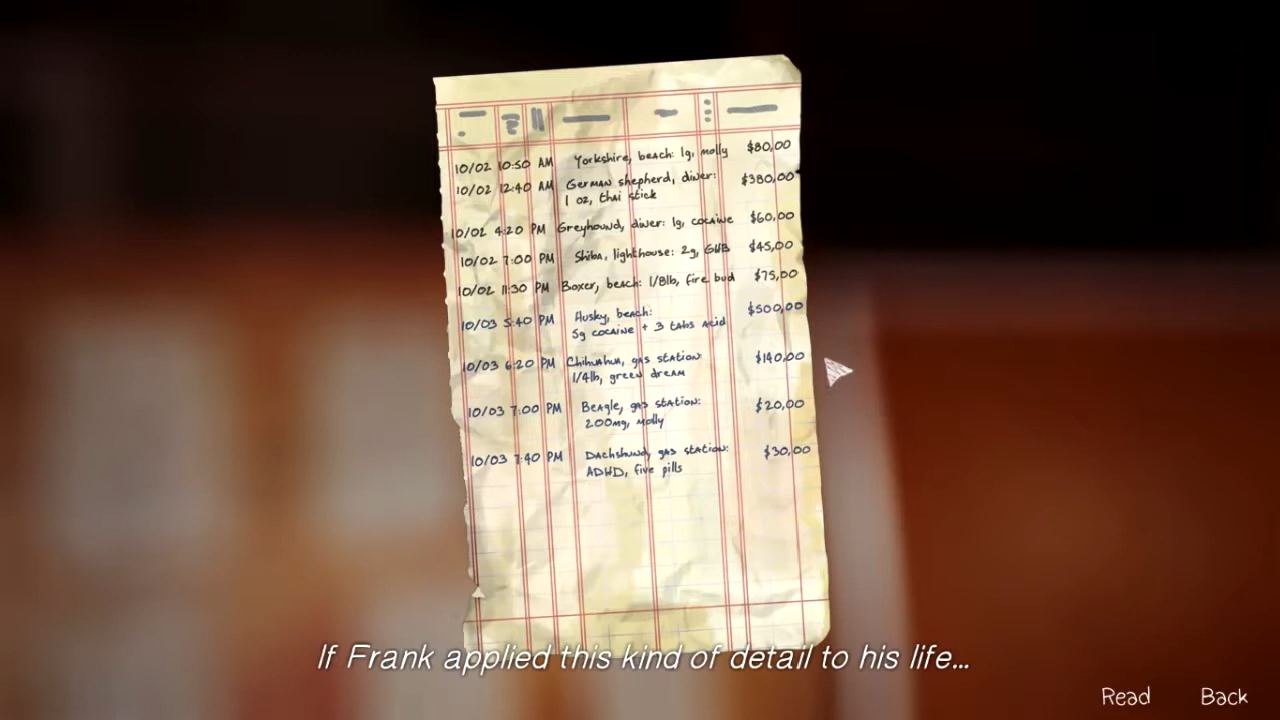 10/02 10:50 AM Yorkshire, beach: 1g, molly $80,00
10/02 12:40 AM German shepherd, diner: $380,00
1 oz, thai stick
10/02 4:20 PM Greyhound, diner: 1g, cocaine $60,00
10/02 7:00 PM Shiba, lighthouse: 2g, GHB $45,00
10/02 11:30 PM Boxer, beach: 1/8lb, fire bud $75,00
10/03 5:40 PM Husky, beach: $500,00
5g cocaine + 3 tabs acid
10/03 6:20 PM Chihuahua, gas station: $140,00
1/4lb, green dream
10/03 7:00 PM Beagle, gas station: $20,00
200mg, molly
10/03 7:40 PM Dachshund, gas station: $30,00
ADHD, five pills
If Frank applied this kind of detail to his life...
Read Back